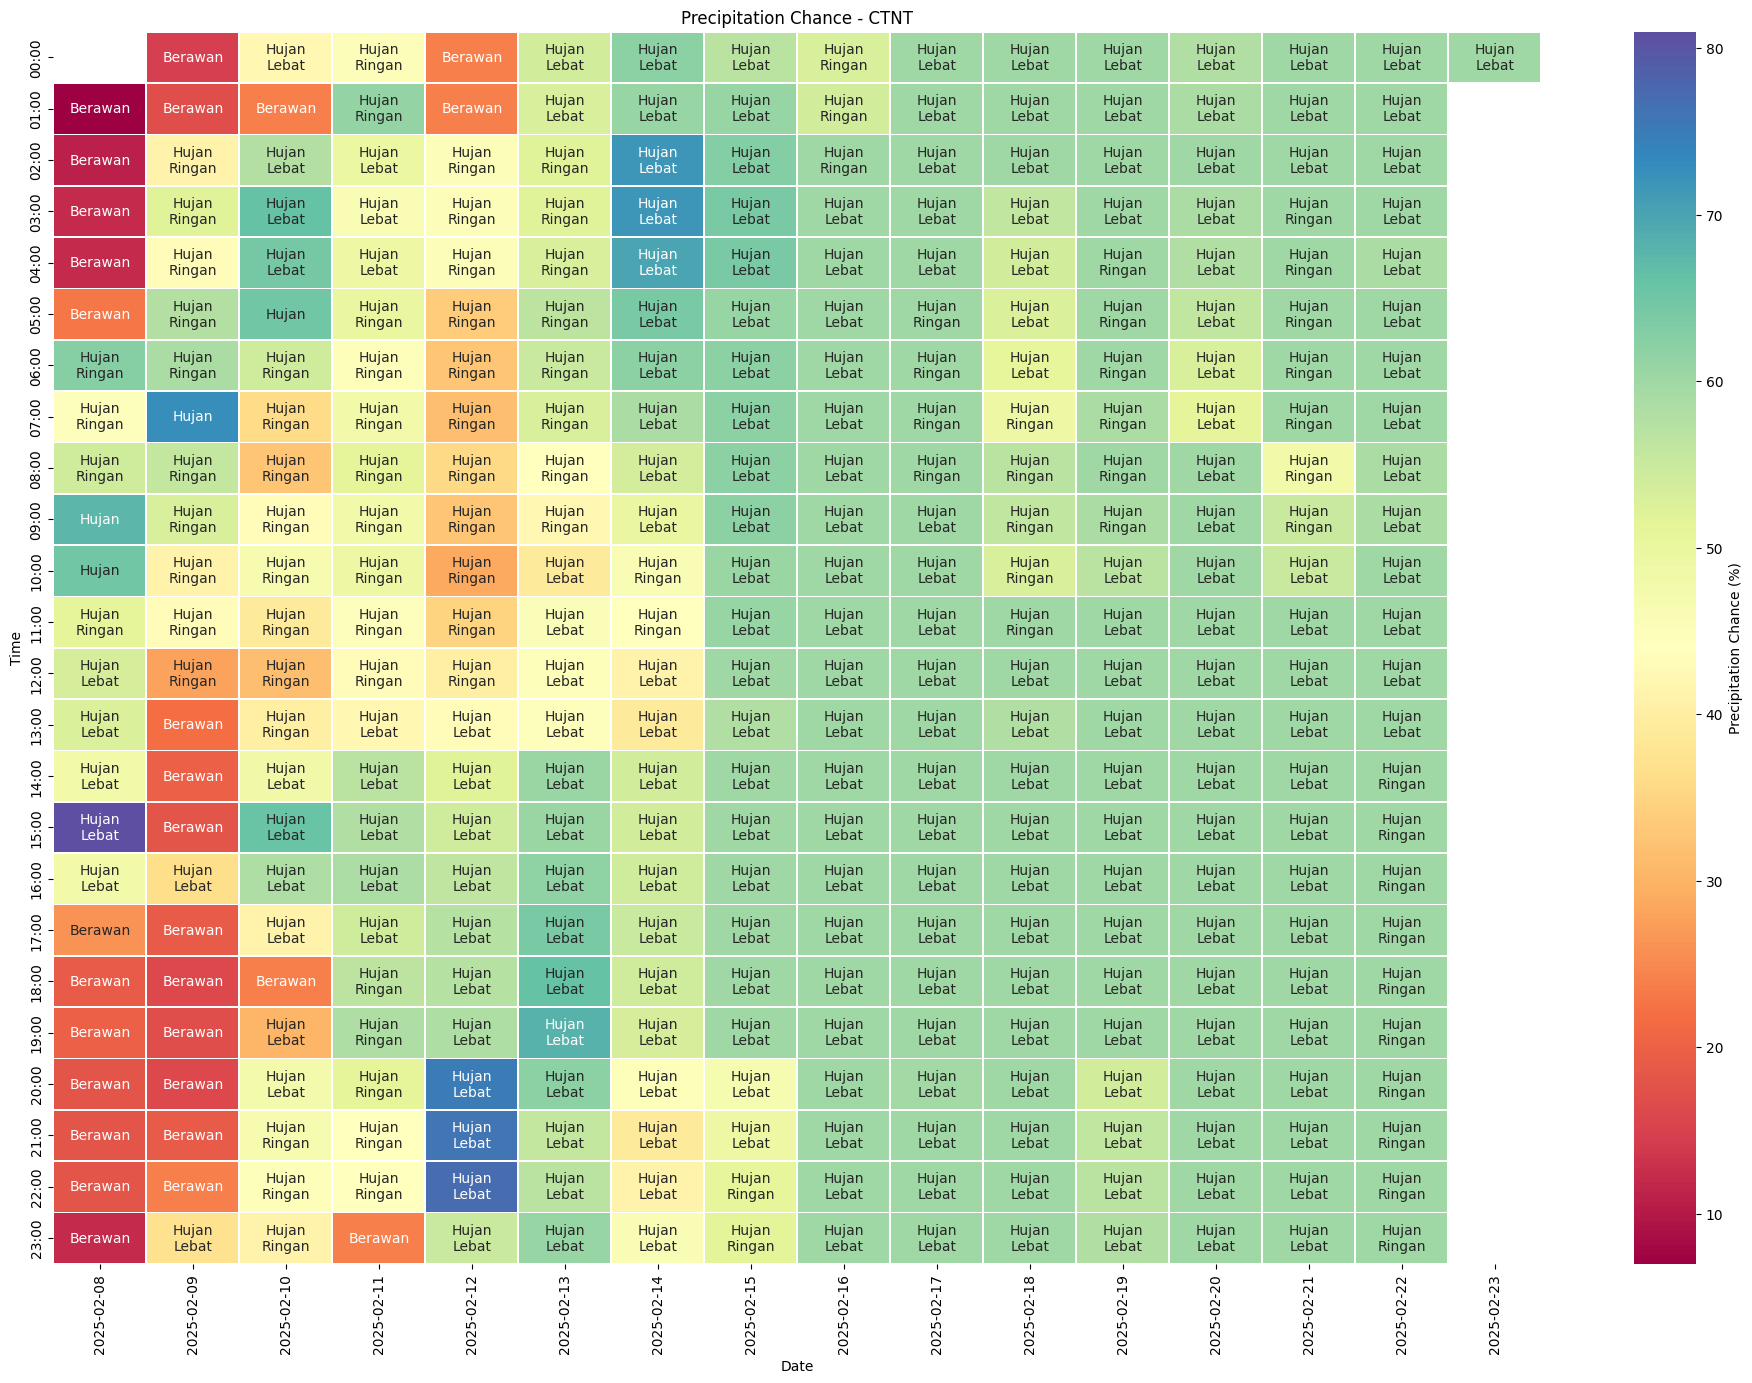 Precipitation Chance - CTNT
00:00 Berawan Hujan Lebat Hujan Ringan Berawan Hujan Lebat Hujan Lebat Hujan Lebat Hujan Ringan Hujan Lebat Hujan Lebat Hujan Lebat Hujan Lebat Hujan Lebat Hujan Lebat Hujan Lebat
01:00 Berawan Berawan Berawan Hujan Ringan Berawan Hujan Lebat Hujan Lebat Hujan Lebat Hujan Ringan Hujan Lebat Hujan Lebat Hujan Lebat Hujan Lebat Hujan Lebat Hujan Lebat
02:00 Berawan Hujan Ringan Hujan Lebat Hujan Lebat Hujan Ringan Hujan Ringan Hujan Lebat Hujan Lebat Hujan Ringan Hujan Lebat Hujan Lebat Hujan Lebat Hujan Lebat Hujan Lebat Hujan Lebat
03:00 Berawan Hujan Ringan Hujan Lebat Hujan Lebat Hujan Ringan Hujan Ringan Hujan Lebat Hujan Lebat Hujan Lebat Hujan Lebat Hujan Lebat Hujan Lebat Hujan Lebat Hujan Ringan Hujan Lebat
04:00 Berawan Hujan Ringan Hujan Lebat Hujan Lebat Hujan Ringan Hujan Ringan Hujan Lebat Hujan Lebat Hujan Lebat Hujan Lebat Hujan Lebat Hujan Ringan Hujan Lebat Hujan Ringan Hujan Lebat
05:00 Berawan Hujan Ringan Hujan Hujan Ringan Hujan Ringan Hujan Ringan Hujan Lebat Hujan Lebat Hujan Lebat Hujan Ringan Hujan Lebat Hujan Ringan Hujan Lebat Hujan Ringan Hujan Lebat
06:00 Hujan Ringan Hujan Ringan Hujan Ringan Hujan Ringan Hujan Ringan Hujan Ringan Hujan Lebat Hujan Lebat Hujan Lebat Hujan Ringan Hujan Lebat Hujan Ringan Hujan Lebat Hujan Ringan Hujan Lebat
07:00 Hujan Ringan Hujan Hujan Ringan Hujan Ringan Hujan Ringan Hujan Ringan Hujan Lebat Hujan Lebat Hujan Lebat Hujan Ringan Hujan Ringan Hujan Ringan Hujan Lebat Hujan Ringan Hujan Lebat
08:00 Hujan Ringan Hujan Ringan Hujan Ringan Hujan Ringan Hujan Ringan Hujan Ringan Hujan Lebat Hujan Lebat Hujan Lebat Hujan Ringan Hujan Ringan Hujan Ringan Hujan Lebat Hujan Ringan Hujan Lebat
09:00 Hujan Hujan Ringan Hujan Ringan Hujan Ringan Hujan Ringan Hujan Ringan Hujan Lebat Hujan Lebat Hujan Lebat Hujan Lebat Hujan Ringan Hujan Ringan Hujan Lebat Hujan Ringan Hujan Lebat
10:00 Hujan Hujan Ringan Hujan Ringan Hujan Ringan Hujan Ringan Hujan Lebat Hujan Ringan Hujan Lebat Hujan Lebat Hujan Lebat Hujan Ringan Hujan Lebat Hujan Lebat Hujan Lebat Hujan Lebat
11:00 Hujan Ringan Hujan Ringan Hujan Ringan Hujan Ringan Hujan Ringan Hujan Lebat Hujan Ringan Hujan Lebat Hujan Lebat Hujan Lebat Hujan Ringan Hujan Lebat Hujan Lebat Hujan Lebat Hujan Lebat
12:00 Hujan Lebat Hujan Ringan Hujan Ringan Hujan Ringan Hujan Ringan Hujan Lebat Hujan Lebat Hujan Lebat Hujan Lebat Hujan Lebat Hujan Lebat Hujan Lebat Hujan Lebat Hujan Lebat Hujan Lebat
13:00 Hujan Lebat Berawan Hujan Ringan Hujan Lebat Hujan Lebat Hujan Lebat Hujan Lebat Hujan Lebat Hujan Lebat Hujan Lebat Hujan Lebat Hujan Lebat Hujan Lebat Hujan Lebat Hujan Lebat
14:00 Hujan Lebat Berawan Hujan Lebat Hujan Lebat Hujan Lebat Hujan Lebat Hujan Lebat Hujan Lebat Hujan Lebat Hujan Lebat Hujan Lebat Hujan Lebat Hujan Lebat Hujan Lebat Hujan Ringan
15:00 Hujan Lebat Berawan Hujan Lebat Hujan Lebat Hujan Lebat Hujan Lebat Hujan Lebat Hujan Lebat Hujan Lebat Hujan Lebat Hujan Lebat Hujan Lebat Hujan Lebat Hujan Lebat Hujan Ringan
16:00 Hujan Lebat Hujan Lebat Hujan Lebat Hujan Lebat Hujan Lebat Hujan Lebat Hujan Lebat Hujan Lebat Hujan Lebat Hujan Lebat Hujan Lebat Hujan Lebat Hujan Lebat Hujan Lebat Hujan Ringan
17:00 Berawan Berawan Hujan Lebat Hujan Lebat Hujan Lebat Hujan Lebat Hujan Lebat Hujan Lebat Hujan Lebat Hujan Lebat Hujan Lebat Hujan Lebat Hujan Lebat Hujan Lebat Hujan Ringan
18:00 Berawan Berawan Berawan Hujan Ringan Hujan Lebat Hujan Lebat Hujan Lebat Hujan Lebat Hujan Lebat Hujan Lebat Hujan Lebat Hujan Lebat Hujan Lebat Hujan Lebat Hujan Ringan
19:00 Berawan Berawan Hujan Lebat Hujan Ringan Hujan Lebat Hujan Lebat Hujan Lebat Hujan Lebat Hujan Lebat Hujan Lebat Hujan Lebat Hujan Lebat Hujan Lebat Hujan Lebat Hujan Ringan
20:00 Berawan Berawan Hujan Lebat Hujan Ringan Hujan Lebat Hujan Lebat Hujan Lebat Hujan Lebat Hujan Lebat Hujan Lebat Hujan Lebat Hujan Lebat Hujan Lebat Hujan Lebat Hujan Ringan
21:00 Berawan Berawan Hujan Ringan Hujan Ringan Hujan Lebat Hujan Lebat Hujan Lebat Hujan Lebat Hujan Lebat Hujan Lebat Hujan Lebat Hujan Lebat Hujan Lebat Hujan Lebat Hujan Ringan
22:00 Berawan Berawan Hujan Ringan Hujan Ringan Hujan Lebat Hujan Lebat Hujan Lebat Hujan Ringan Hujan Lebat Hujan Lebat Hujan Lebat Hujan Lebat Hujan Lebat Hujan Lebat Hujan Ringan
23:00 Berawan Hujan Lebat Hujan Ringan Berawan Hujan Lebat Hujan Lebat Hujan Lebat Hujan Ringan Hujan Lebat Hujan Lebat Hujan Lebat Hujan Lebat Hujan Lebat Hujan Lebat Hujan Ringan
Time
2025-02-08 2025-02-09 2025-02-10 2025-02-11 2025-02-12 2025-02-13 2025-02-14 2025-02-15 2025-02-16 2025-02-17 2025-02-18 2025-02-19 2025-02-20 2025-02-21 2025-02-22 2025-02-23
Date
80
70
60
50
40
30
20
10
Precipitation Chance (%)